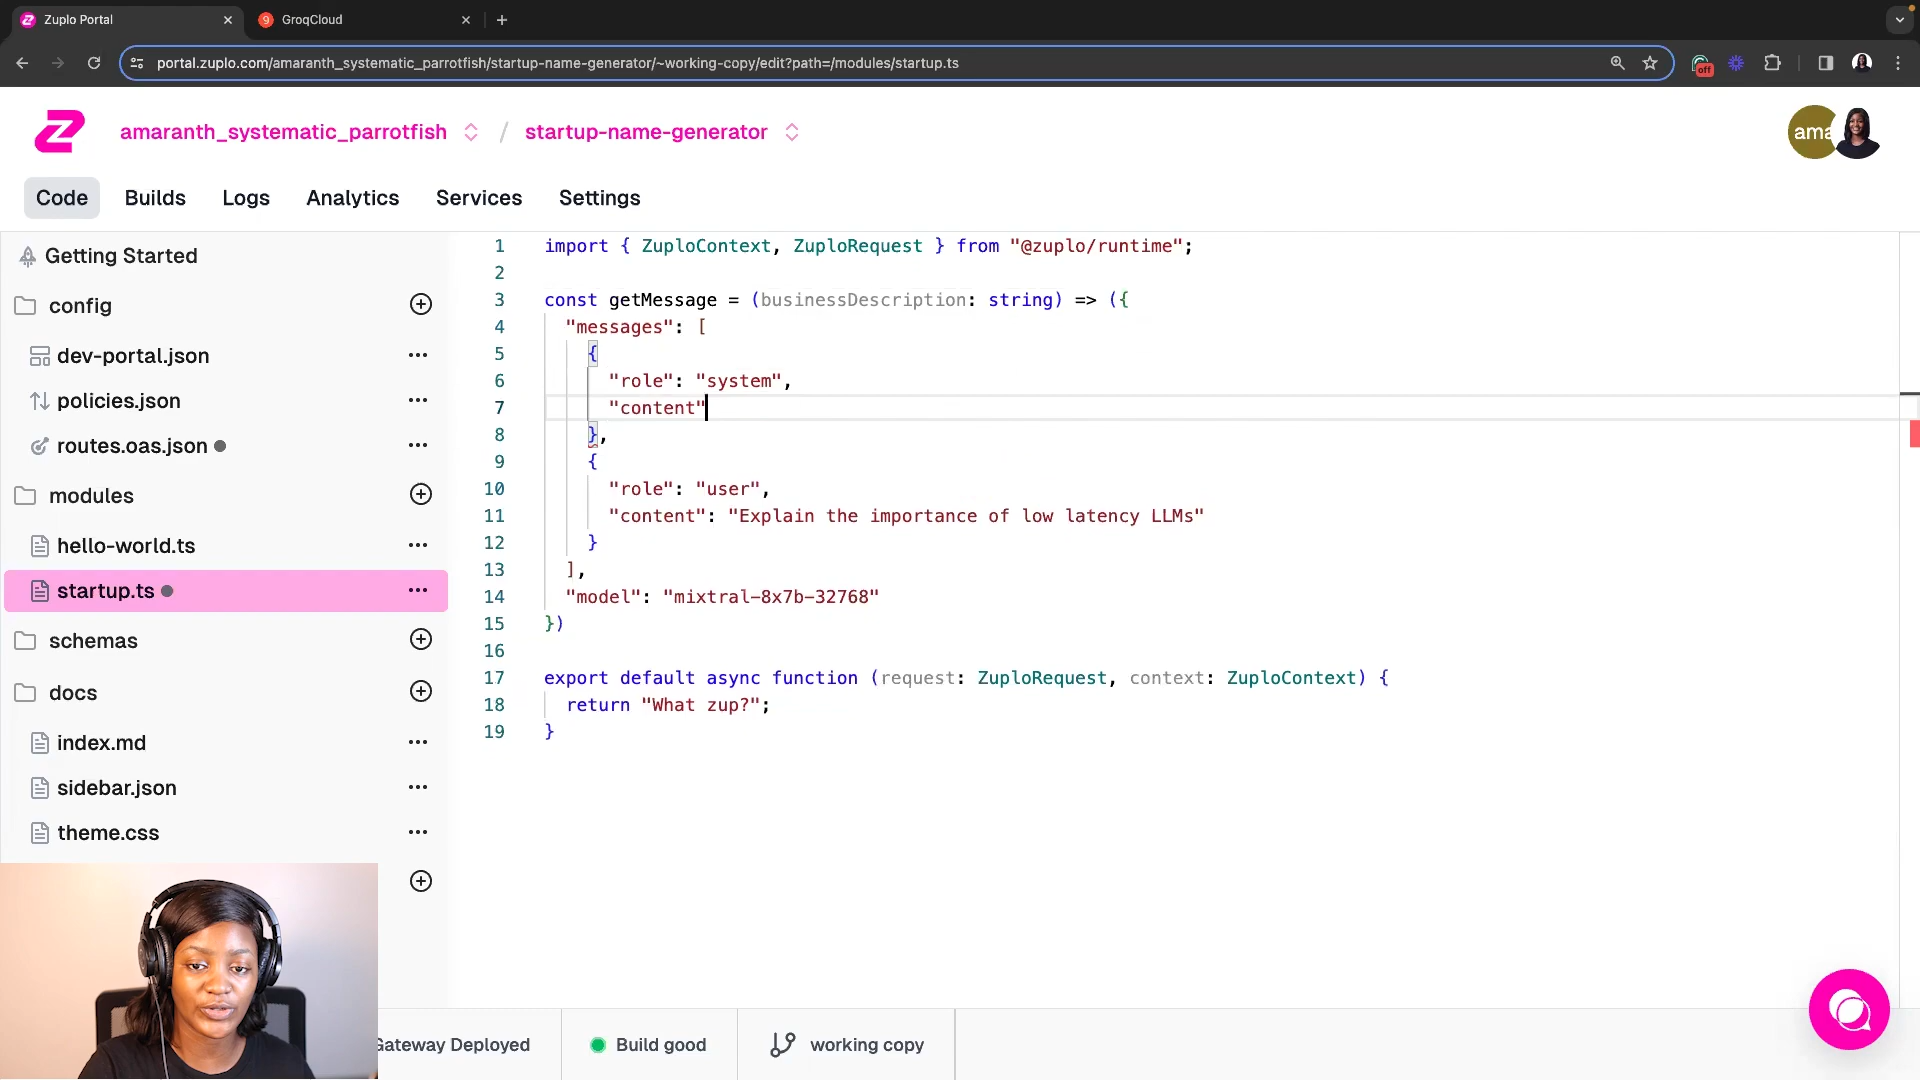 Zuplo Portal
GroqCloud
portal.zuplo.com/amaranth_systematic_parrotfish/startup-name-generator/~working-copy/edit?path=/modules/startup.ts
off
amaranth_systematic_parrotfish / startup-name-generator
ama
Code Builds Logs Analytics Services Settings
Getting Started
config
dev-portal.json
policies.json
routes.oas.json
modules
hello-world.ts
startup.ts
schemas
docs
index.md
sidebar.json
theme.css
1 import { ZuploContext, ZuploRequest } from "@zuplo/runtime";
2
3 const getMessage = (businessDescription: string) => ({
4 "messages": [
5 {
6 "role": "system",
7 "content"
8 },
9 {
10 "role": "user",
11 "content": "Explain the importance of low latency LLMs"
12 }
13 ],
14 "model": "mixtral-8x7b-32768"
15 })
16
17 export default async function (request: ZuploRequest, context: ZuploContext) {
18 return "What zup?";
19 }
Gateway Deployed
Build good
working copy